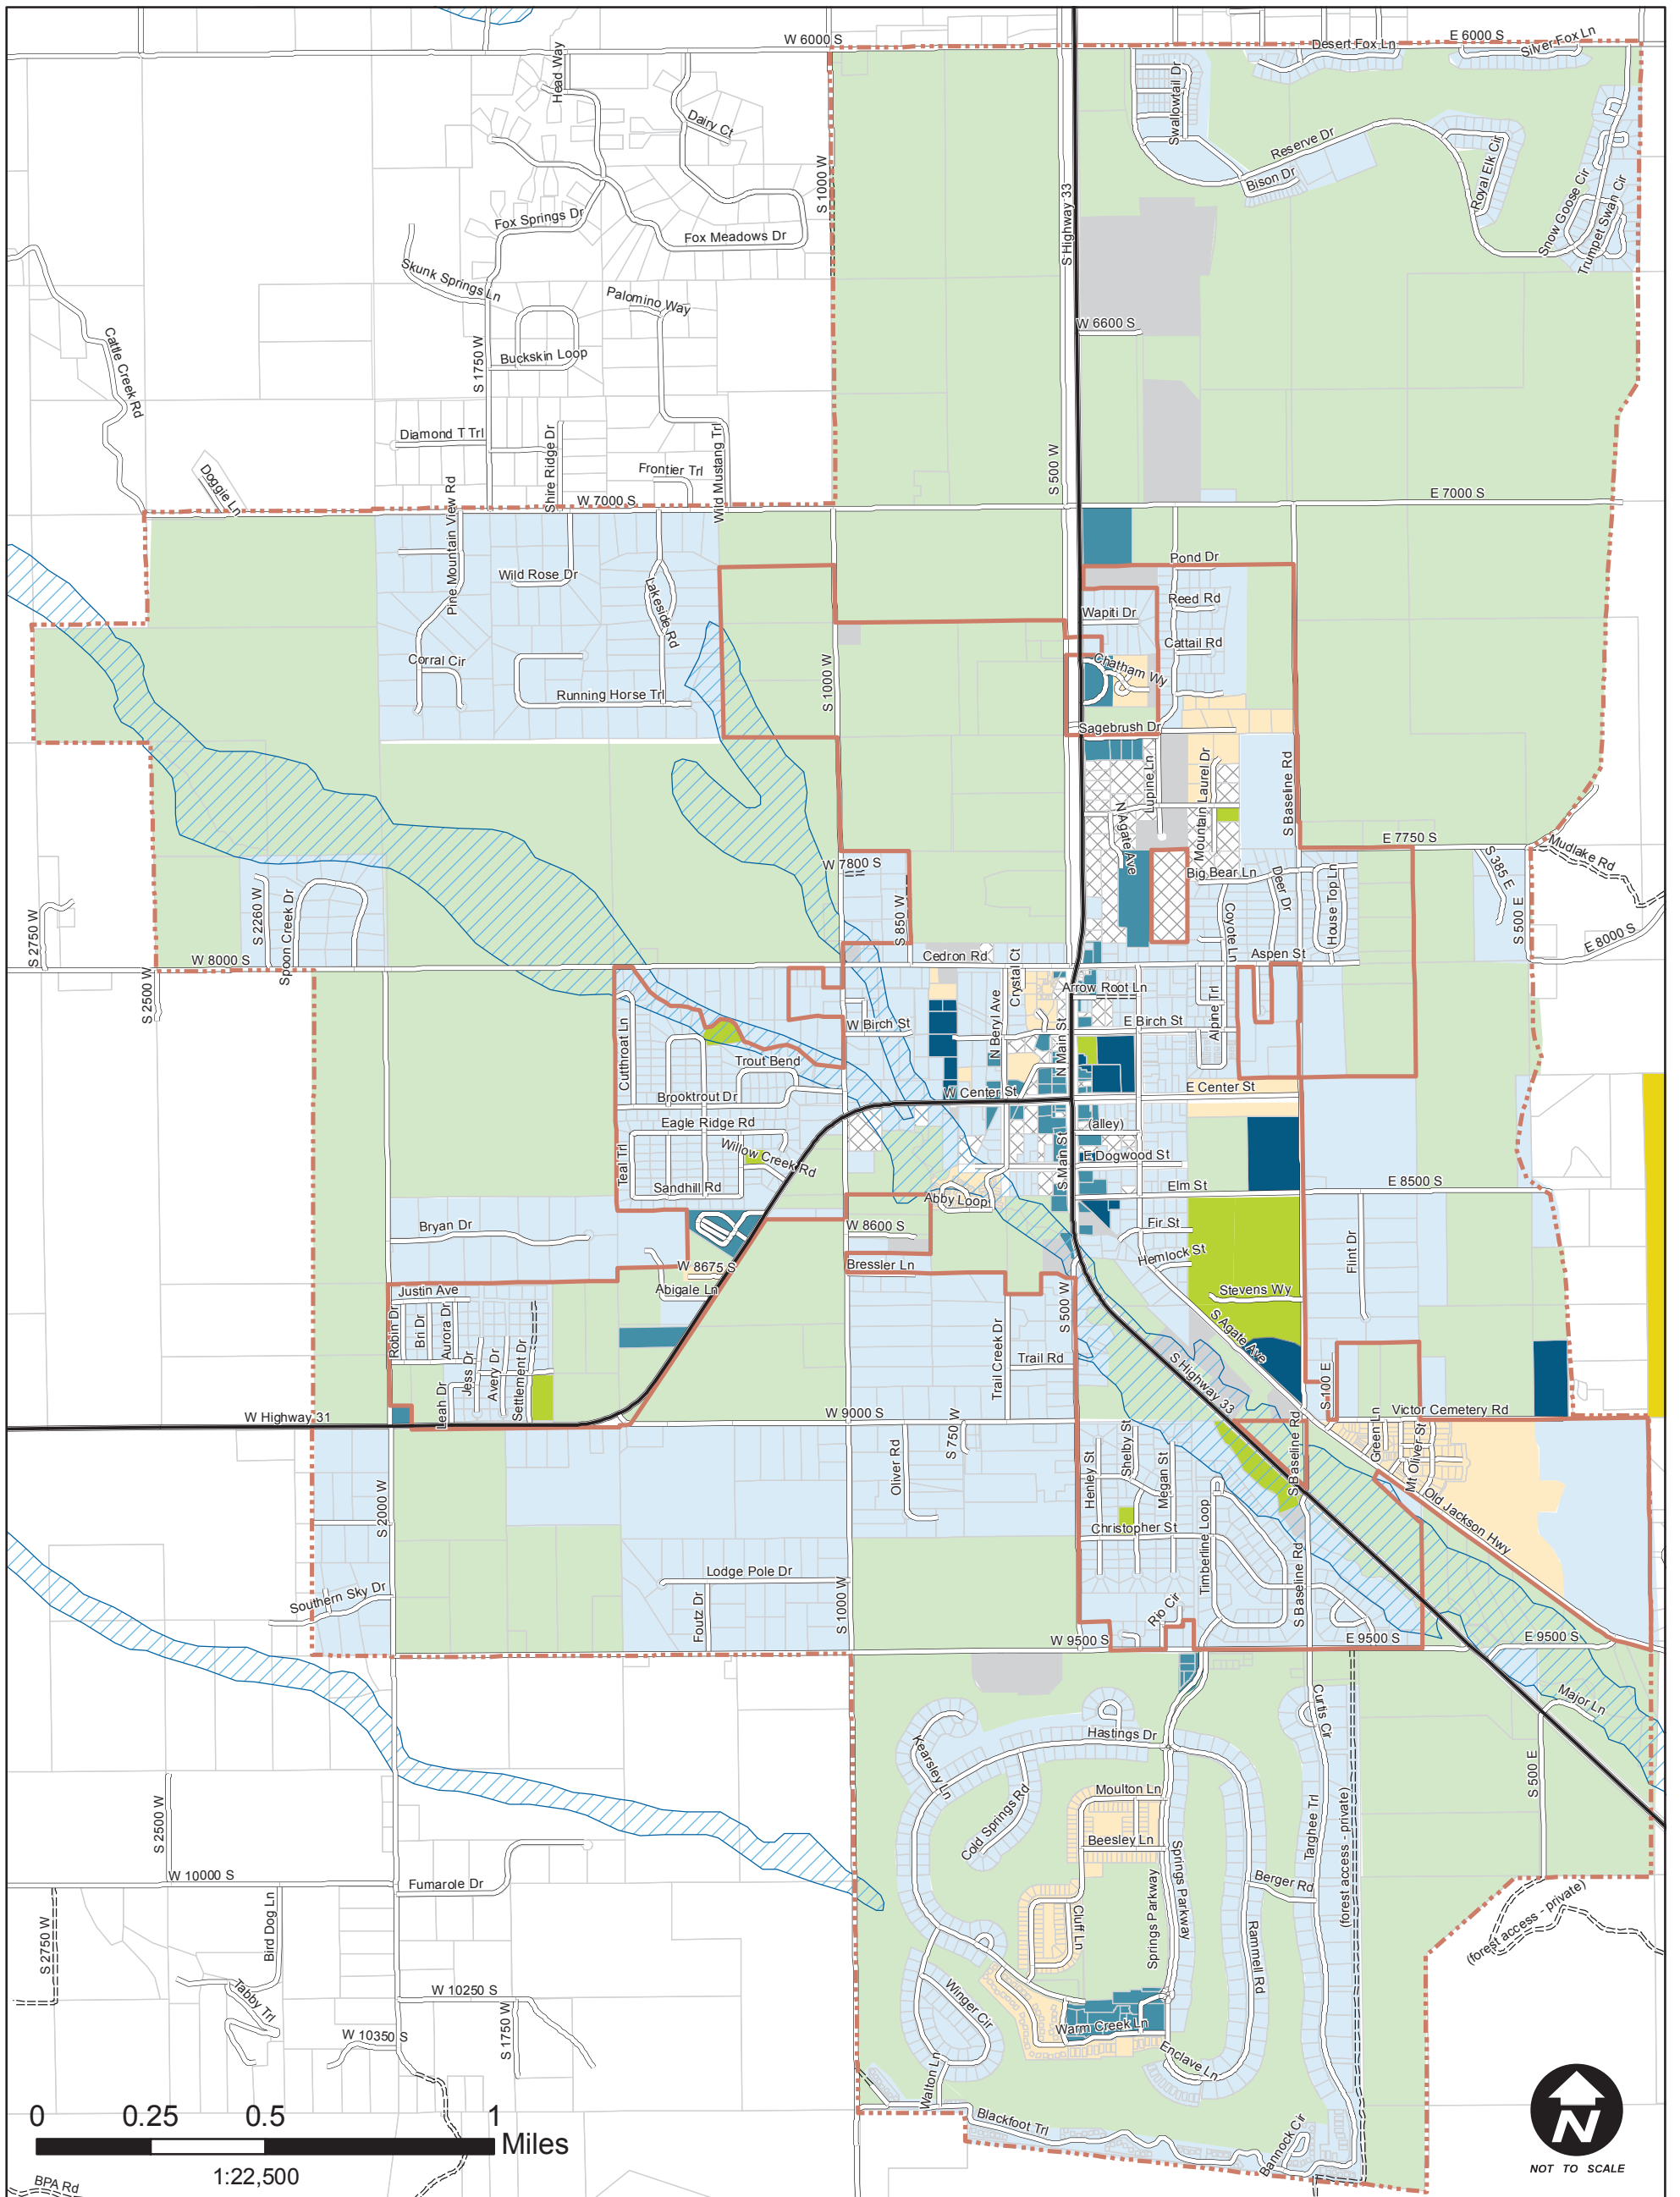 W 6000 S
E 6000 S
Desert Fox Ln
Silver Fox Ln
Head Way
Dairy Ct
Swallowtail Dr
Reserve Dr
Bison Dr
Royal Elk Cir
Snow Goose Cir
Trumpet Swan Cir
S 1000 W
S Highway 33
Fox Springs Dr
Fox Meadows Dr
Skunk Springs Ln
Palomino Way
W 6600 S
Cattle Creek Rd
S 1750 W
Buckskin Loop
Diamond T Trl
Shire Ridge Dr
Frontier Trl
Wild Mustang Trl
S 500 W
Doggie Ln
Pine Mountain View Rd
W 7000 S
E 7000 S
Pond Dr
Wild Rose Dr
Lakeside Rd
Reed Rd
Wapiti Dr
Cattail Rd
Corral Cir
Chatham Wy
S 1000 W
Running Horse Trl
Sagebrush Dr
Lupine Ln
Mountain Laurel Dr
S Baseline Rd
N Agate Ave
E 7750 S
Mudlake Rd
W 7800 S
Big Bear Ln
Deer Dr
House Top Ln
S 385 E
S 2750 W
S 2260 W
Spoon Creek Dr
S 850 W
Coyote Ln
S 500 E
E 8000 S
W 8000 S
Cedron Rd
Aspen St
S 2500 W
Crystal Ct
Arrow Root Ln
Alpine Trl
Cutthroat Ln
W Birch St
N Beryl Ave
N Main St
E Birch St
Trout Bend
Brooktrout Dr
W Center St
E Center St
Eagle Ridge Rd
(alley)
Teal Trl
Willow Creek Rd
S Main St
E Dogwood St
Sandhill Rd
Abby Loop
Elm St
E 8500 S
Bryan Dr
W 8600 S
Fir St
Flint Dr
Hemlock St
W 8675 S
Bressler Ln
Justin Ave
Abigale Ln
Stevens Wy
Robin Dr
Bri Dr
Aurora Dr
S 500 W
S Agate Ave
Trail Creek Dr
Trail Rd
Jess Dr
Avery Dr
Settlement Dr
Leah Dr
S Highway 33
S 100 E
W Highway 31
W 9000 S
Victor Cemetery Rd
S 750 W
Oliver Rd
Shelby St
Henley St
Megan St
S Baseline Rd
Green Ln
Mt Oliver St
Old Jackson Hwy
S 2000 W
Christopher St
Timberline Loop
Lodge Pole Dr
Southern Sky Dr
Foutz Dr
S 1000 W
Rio Cir
S Baseline Rd
W 9500 S
E 9500 S
E 9500 S
Major Ln
Curtis Cir
Hastings Dr
Kearsley Ln
S 500 E
Moulton Ln
Cold Springs Rd
Beesley Ln
Targhee Trl
(forest access - private)
S 2500 W
W 10000 S
Fumarole Dr
Springs Parkway
Springs Parkway
Berger Rd
Cluff Ln
Rammell Rd
(forest access - private)
S 2750 W
Bird Dog Ln
Tabby Trl
W 10250 S
W 10350 S
S 1750 W
Winger Cir
Warm Creek Ln
Enclave Ln
Walton Ln
Blackfoot Trl
Bannock Cir
0 0.25 0.5 1
Miles
1:22,500
BPA Rd
N
NOT TO SCALE